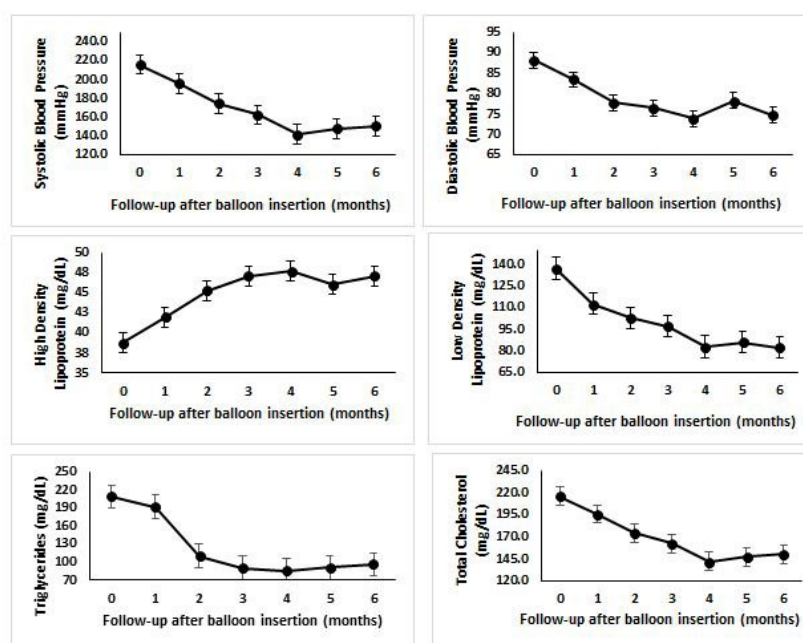 Systolic Blood Pressure
(mmHg)
240.0
220.0
200.0
180.0
160.0
140.0
120.0
0 1 2 3 4 5 6
Follow-up after balloon insertion (months)
Diastolic Blood Pressure
(mmHg)
95
90
85
80
75
70
65
0 1 2 3 4 5 6
Follow-up after balloon insertion (months)
High Density
Lipoprotein (mg/dL)
50
48
45
43
40
38
35
0 1 2 3 4 5 6
Follow-up after balloon insertion (months)
Low Density
Lipoprotein (mg/dL)
140.0
125.0
110.0
95.0
80.0
65.0
0 1 2 3 4 5 6
Follow-up after balloon insertion (months)
Triglycerides (mg/dL)
250
220
190
160
130
100
70
0 1 2 3 4 5 6
Follow-up after balloon insertion (months)
Total Cholesterol
(mg/dL)
245.0
220.0
195.0
170.0
145.0
120.0
0 1 2 3 4 5 6
Follow-up after balloon insertion (months)